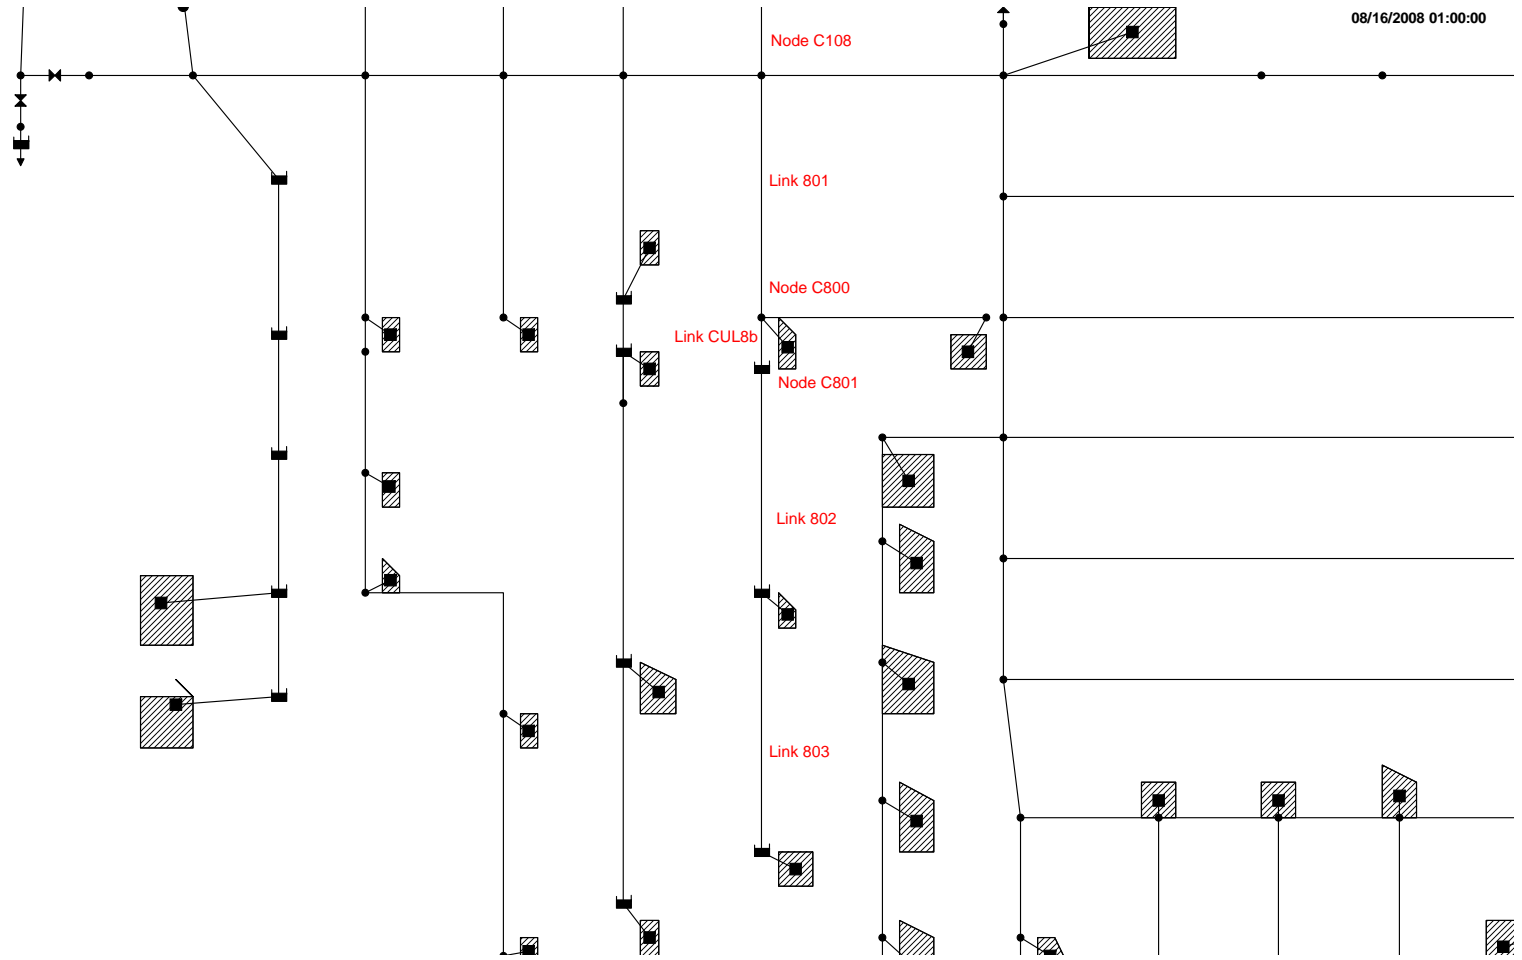 08/16/2008 01:00:00
Node C108
Link 801
Node C800
Link CUL8b
Node C801
Link 802
Link 803